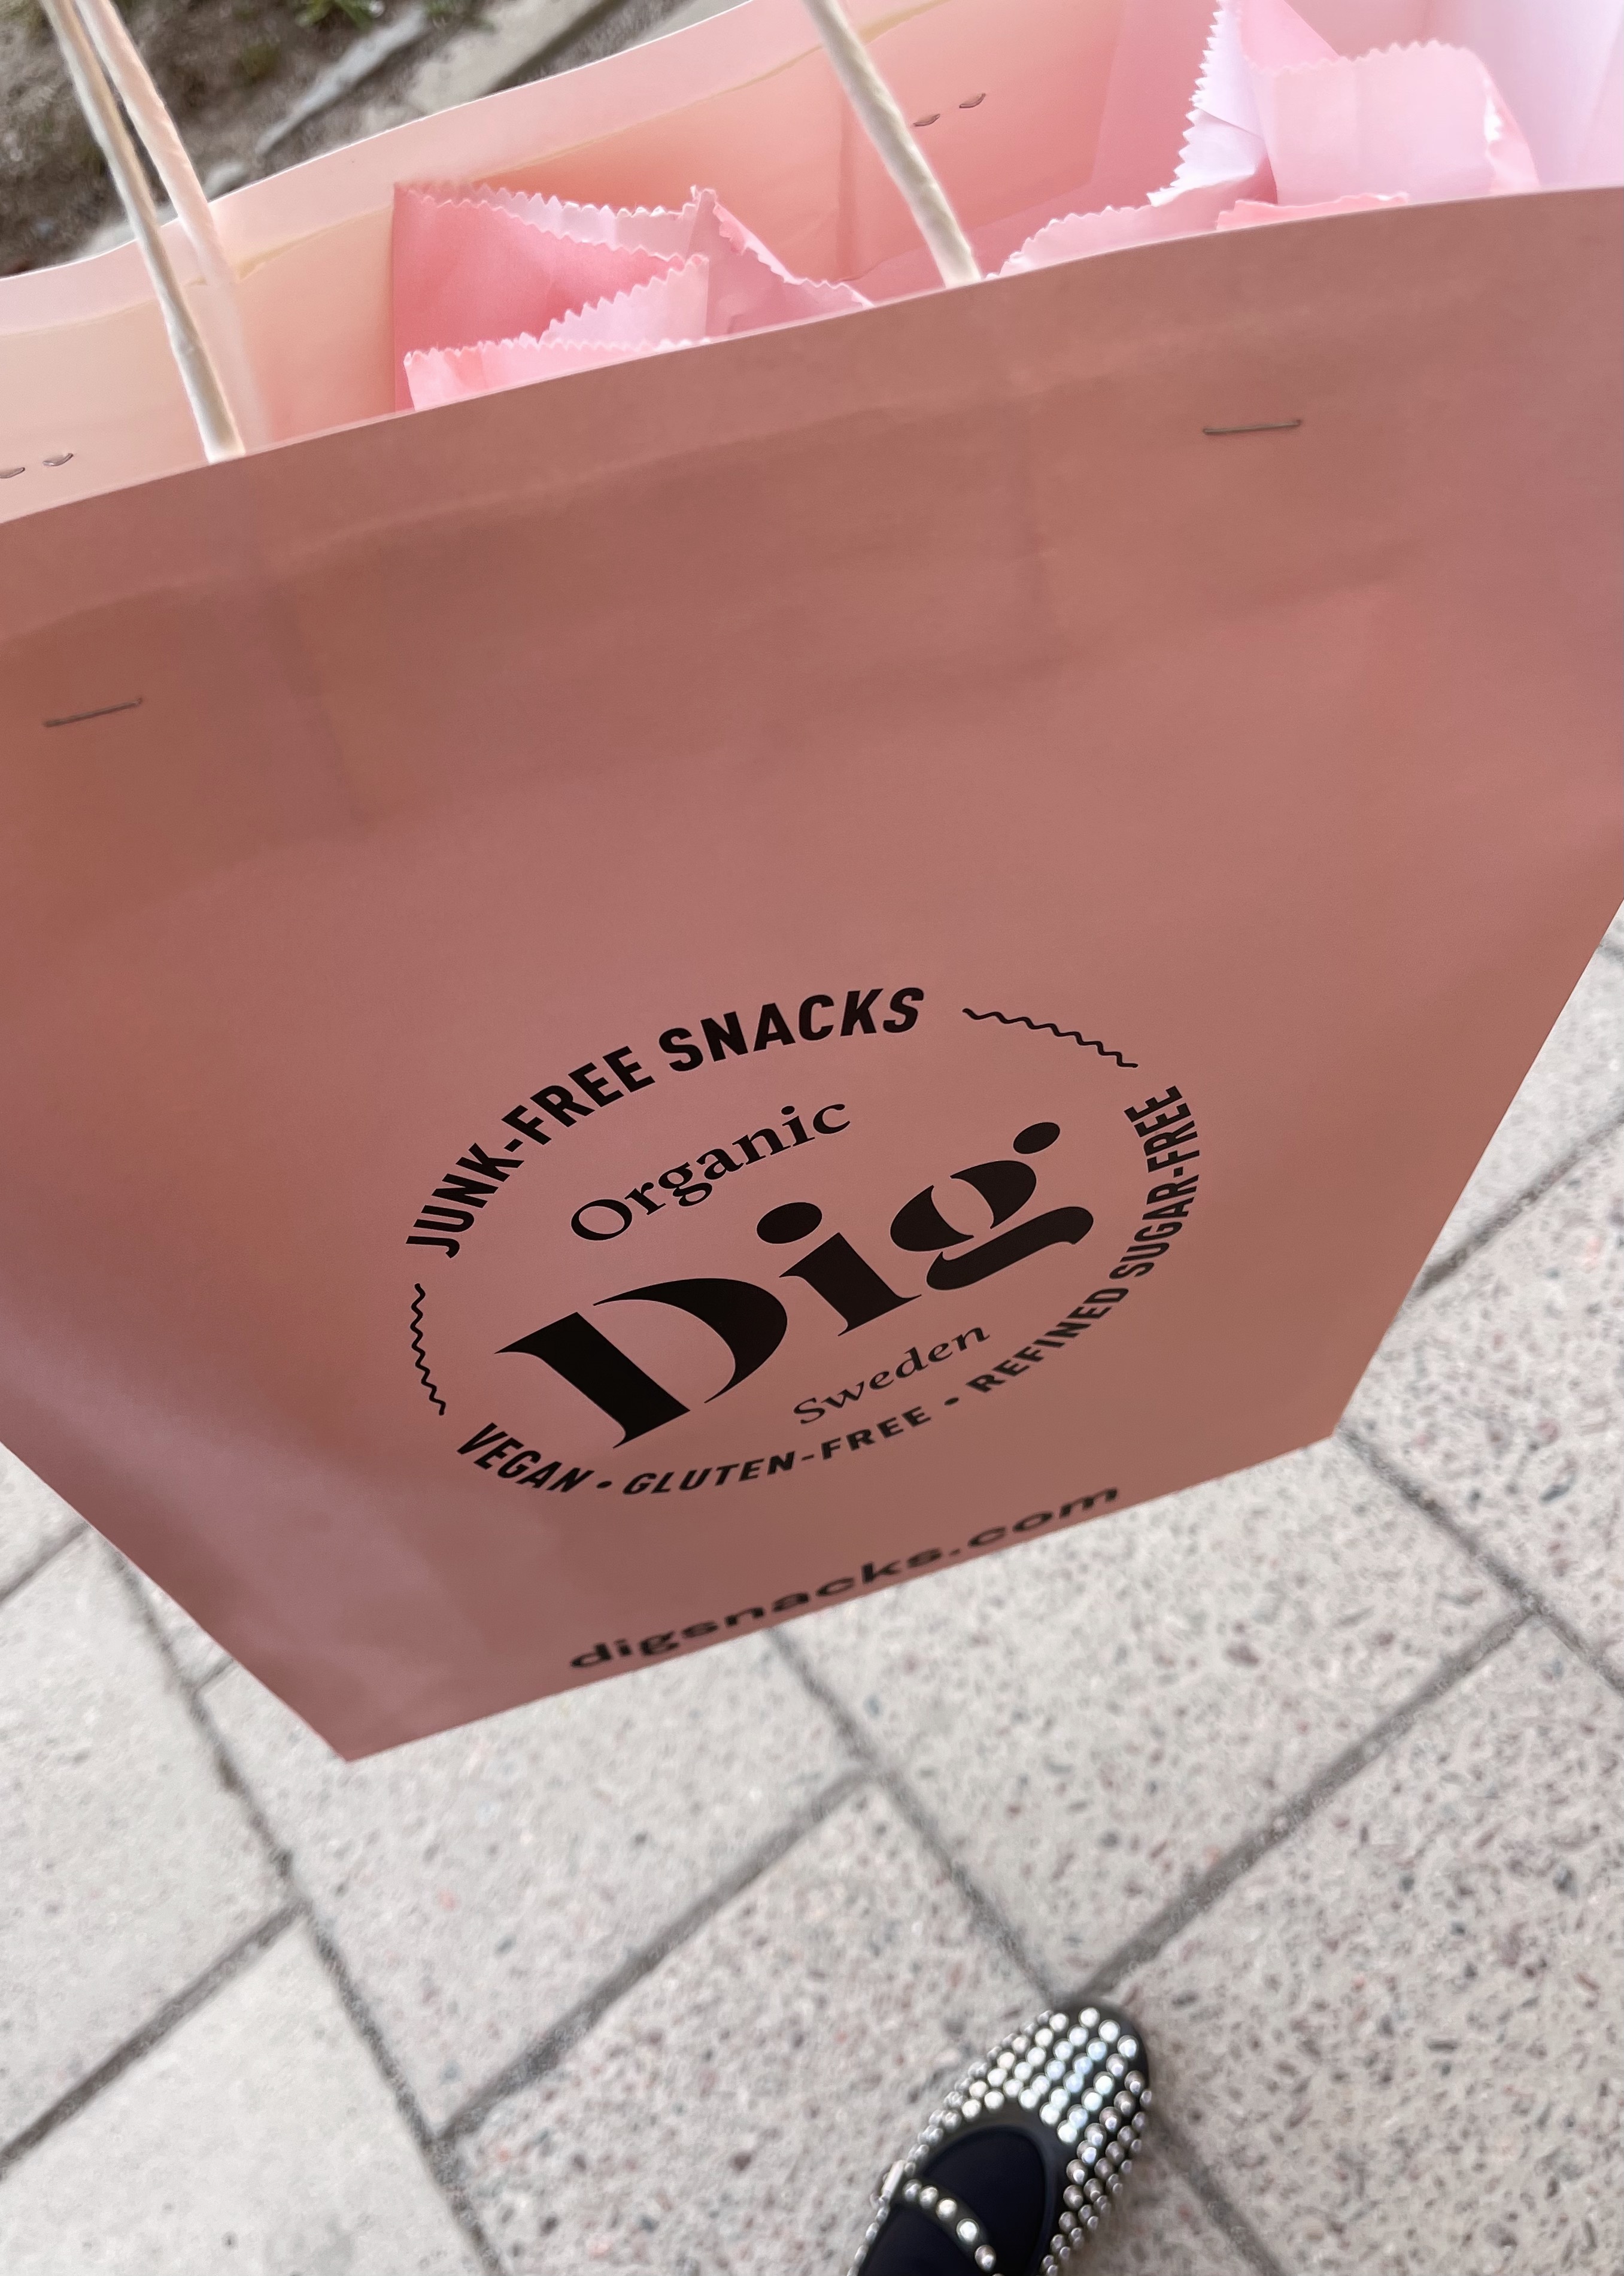 JUNK-FREE SNACKS
Organic
Dig
Sweden
VEGAN • GLUTEN-FREE • REFINED SUGAR-FREE
digsnacks.com